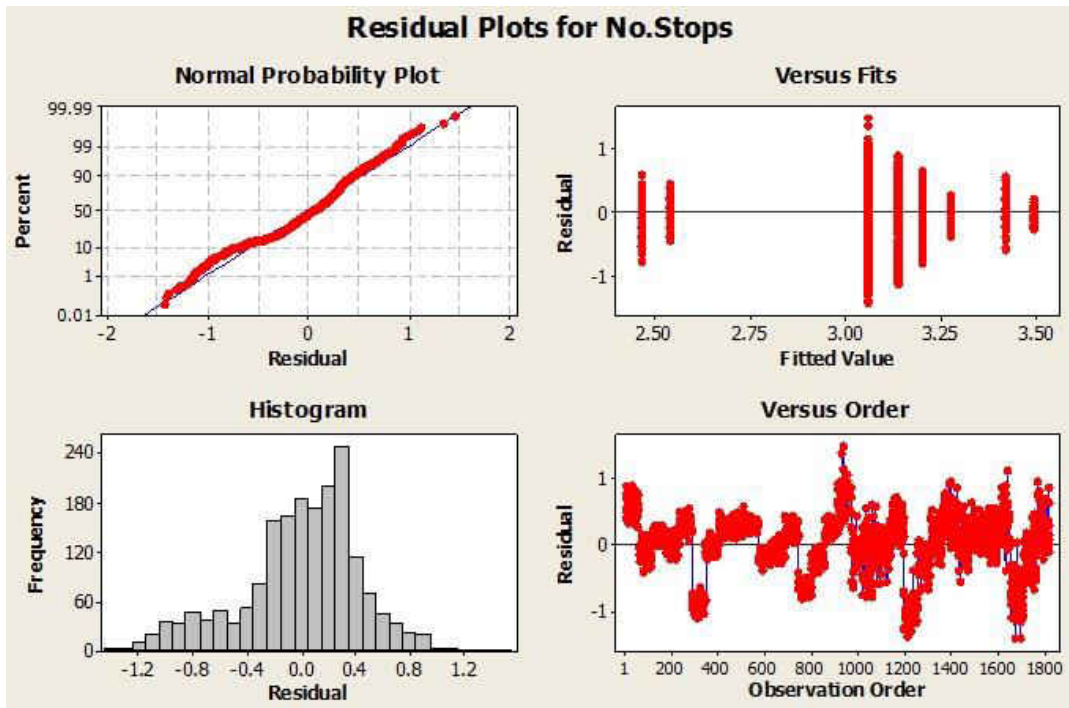 Residual Plots for No.Stops
Normal Probability Plot
Percent
99.99
99
90
50
10
1
0.01
-2 -1 0 1 2
Residual
Versus Fits
Residual
1
0
-1
2.50 2.75 3.00 3.25 3.50
Fitted Value
Histogram
Frequency
240
180
120
60
0
-1.2 -0.8 -0.4 0.0 0.4 0.8 1.2
Residual
Versus Order
Residual
1
0
-1
1 200 400 600 800 1000 1200 1400 1600 1800
Observation Order